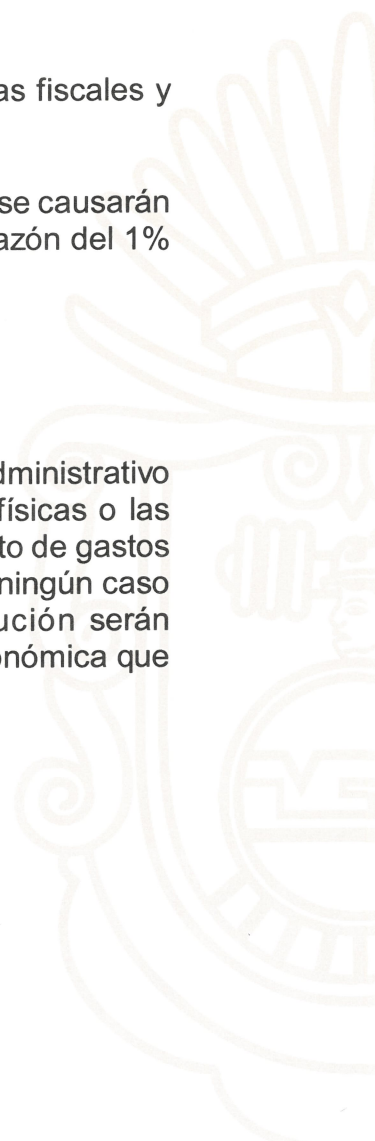 as fiscales y
se causarán
azón del 1%
dministrativo
físicas o las
to de gastos
ningún caso
ución serán
onómica que